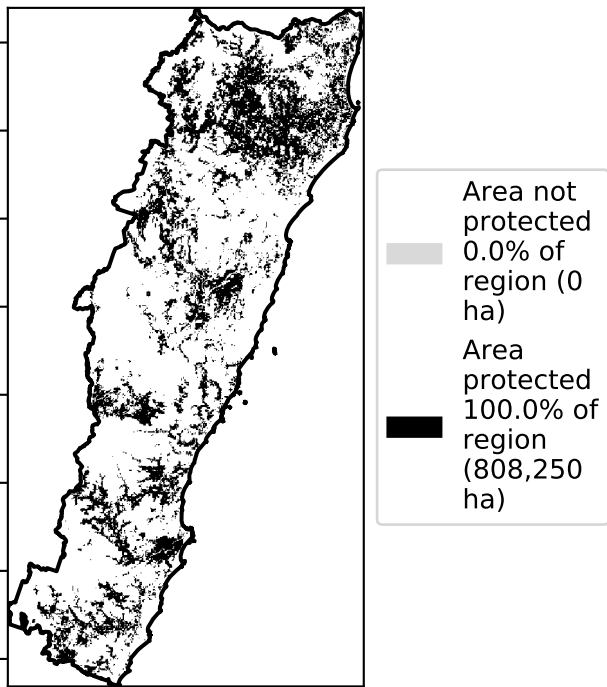 Area not
protected
0.0% of
region (0
ha)
Area
protected
100.0% of
region
(808,250
ha)